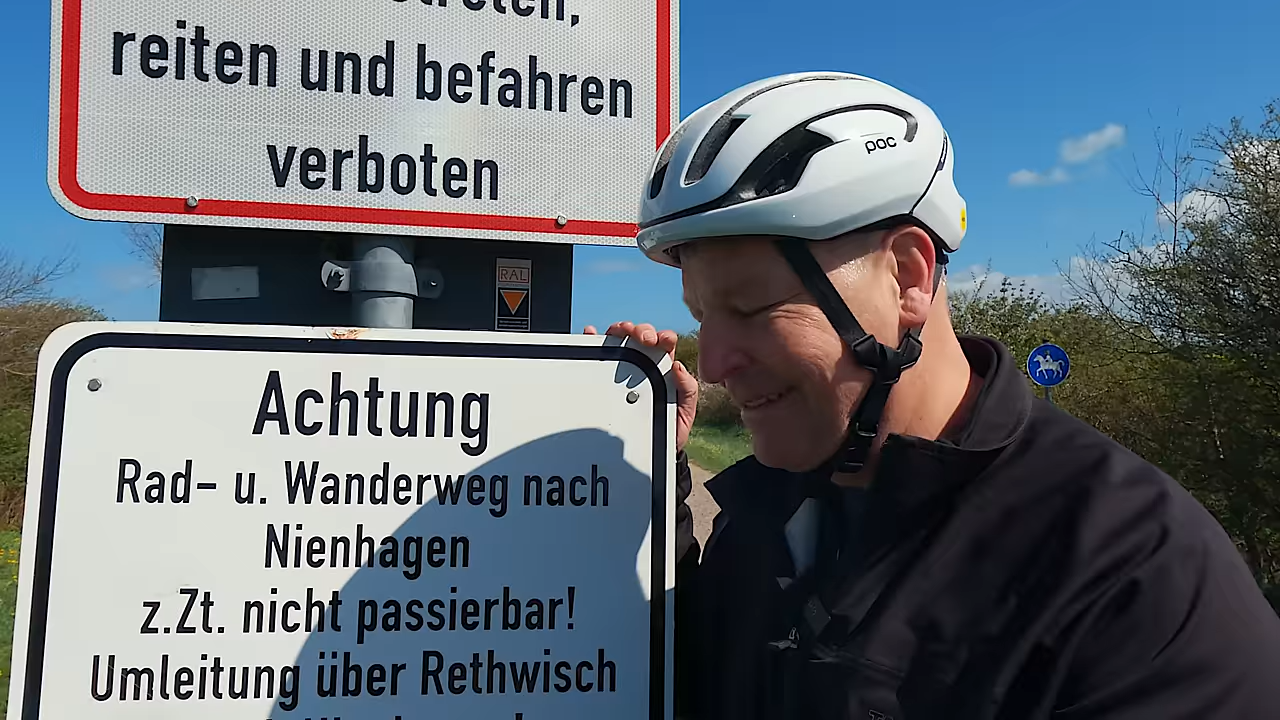 reiten und befahren
verboten
RAL
poc
Achtung
Rad- u. Wanderweg nach
Nienhagen
z.Zt. nicht passierbar!
Umleitung über Rethwisch